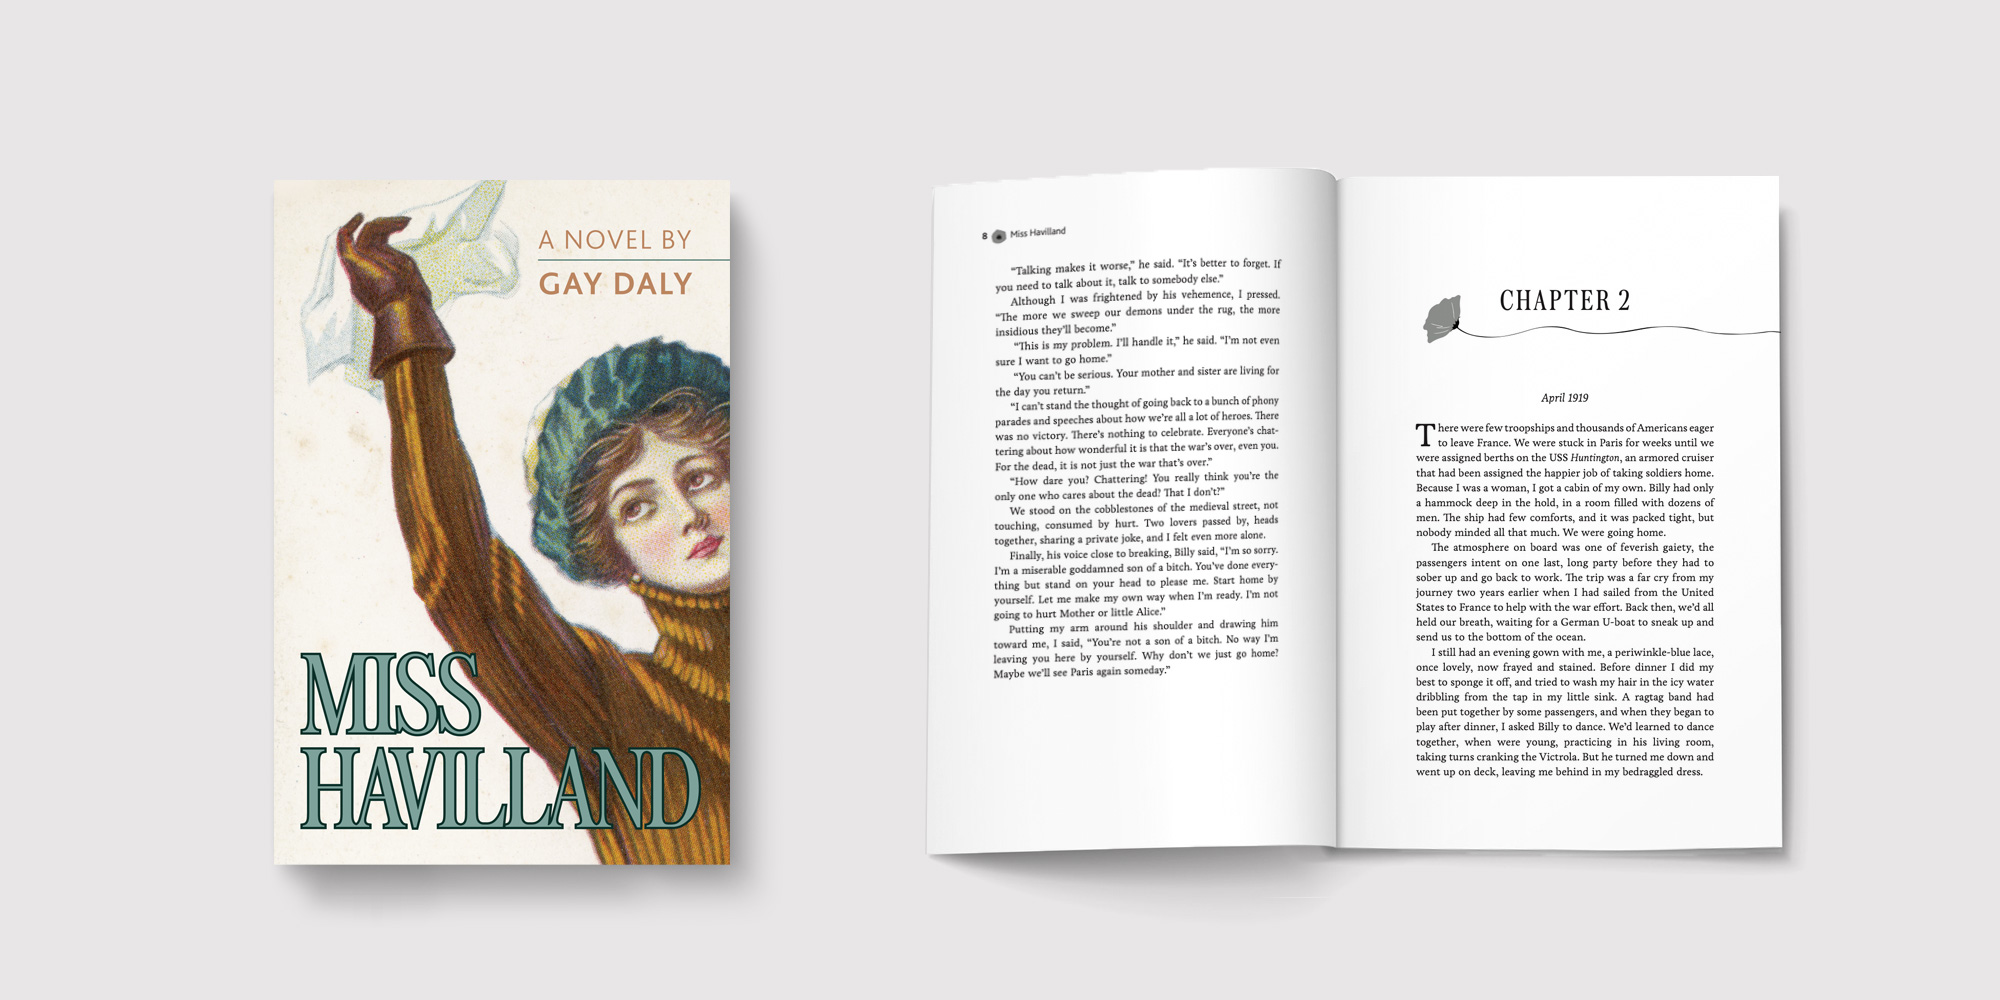 A NOVEL BY
GAY DALY
MISS
HAVILLAND
8 Miss Havilland
“Talking makes it worse,” he said. “It’s better to forget. If
you need to talk about it, talk to somebody else.”
Although I was frightened by his vehemence, I pressed.
“The more we sweep our demons under the rug, the more
insidious they’ll become.”
“This is my problem. I’ll handle it,” he said. “I’m not even
sure I want to go home.”
“You can’t be serious. Your mother and sister are living for
the day you return.”
“I can’t stand the thought of going back to a bunch of phony
parades and speeches about how we’re all a lot of heroes. There
was no victory. There’s nothing to celebrate. Everyone’s chat-
tering about how wonderful it is that the war’s over, even you.
For the dead, it is not just the war that’s over.”
“How dare you? Chattering! You really think you’re the
only one who cares about the dead? That I don’t?”
We stood on the cobblestones of the medieval street, not
touching, consumed by hurt. Two lovers passed by, heads
together, sharing a private joke, and I felt even more alone.
Finally, his voice close to breaking, Billy said, “I’m so sorry.
I’m a miserable goddamned son of a bitch. You’ve done every-
thing but stand on your head to please me. Start home by
yourself. Let me make my own way when I’m ready. I’m not
going to hurt Mother or little Alice.”
Putting my arm around his shoulder and drawing him
toward me, I said, “You’re not a son of a bitch. No way I’m
leaving you here by yourself. Why don’t we just go home?
Maybe we’ll see Paris again someday.”
CHAPTER 2
April 1919
There were few troopships and thousands of Americans eager
to leave France. We were stuck in Paris for weeks until we
were assigned berths on the USS Huntington, an armored cruiser
that had been assigned the happier job of taking soldiers home.
Because I was a woman, I got a cabin of my own. Billy had only
a hammock deep in the hold, in a room filled with dozens of
men. The ship had few comforts, and it was packed tight, but
nobody minded all that much. We were going home.
The atmosphere on board was one of feverish gaiety, the
passengers intent on one last, long party before they had to
sober up and go back to work. The trip was a far cry from my
journey two years earlier when I had sailed from the United
States to France to help with the war effort. Back then, we’d all
held our breath, waiting for a German U-boat to sneak up and
send us to the bottom of the ocean.
I still had an evening gown with me, a periwinkle-blue lace,
once lovely, now frayed and stained. Before dinner I did my
best to sponge it off, and tried to wash my hair in the icy water
dribbling from the tap in my little sink. A ragtag band had
been put together by some passengers, and when they began to
play after dinner, I asked Billy to dance. We’d learned to dance
together, when were young, practicing in his living room,
taking turns cranking the Victrola. But he turned me down and
went up on deck, leaving me behind in my bedraggled dress.